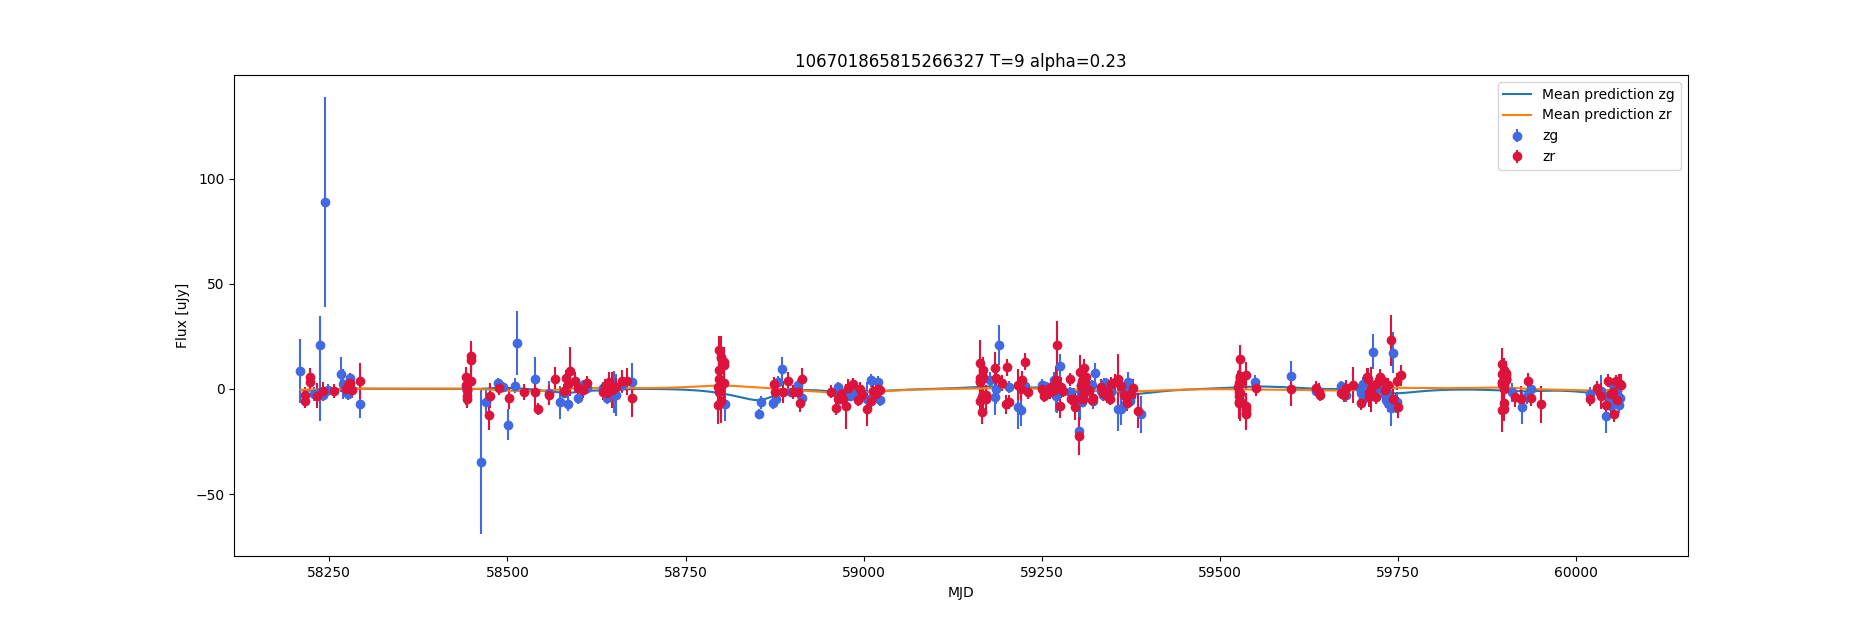 106701865815266327 T=9 alpha=0.23
Mean prediction zg
Mean prediction zr
zg
zr
Flux [uJy]
100
50
0
−50
58250 58500 58750 59000 59250 59500 59750 60000
MJD